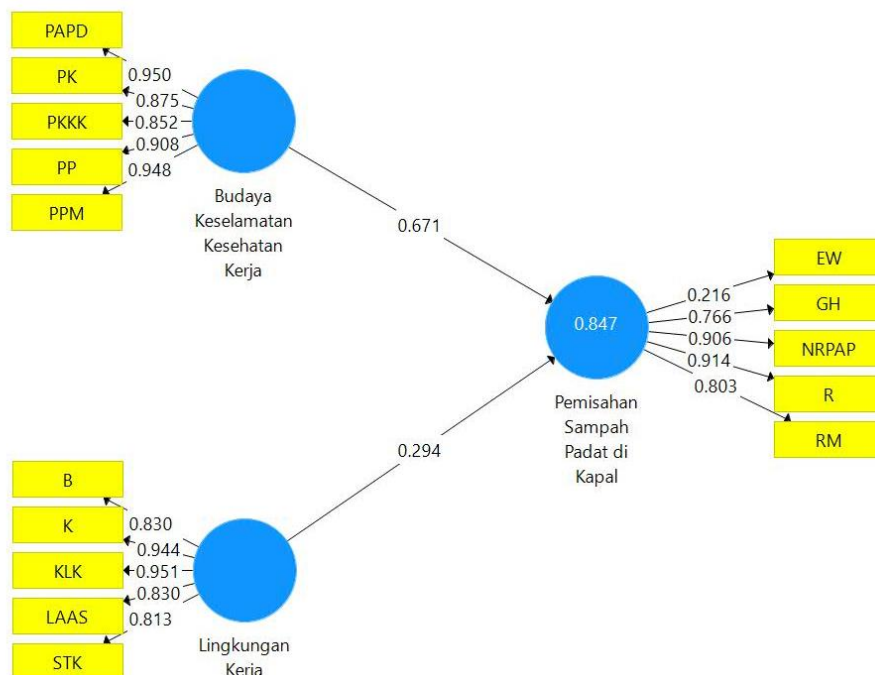 PAPD
PK
PKKK
PP
PPM
0.950
0.875
0.852
0.908
0.948
Budaya
Keselamatan
Kesehatan
Kerja
0.671
0.847
Pemisahan
Sampah
Padat di
Kapal
0.216
0.766
0.906
0.914
0.803
EW
GH
NRPAP
R
RM
0.294
B
K
KLK
LAAS
STK
0.830
0.944
0.951
0.830
0.813
Lingkungan
Kerja